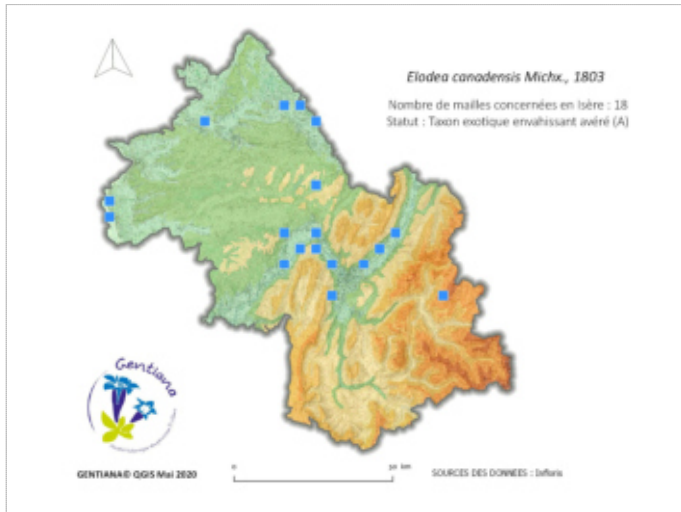 Elodea canadensis Michx., 1803
Nombre de mailles concernées en Isère : 18
Statut : Taxon exotique envahissant avéré (A)
Gentiana
GENTIANA© QGIS Mai 2020
0
km
SOURCES DES DONNEES : Infloris